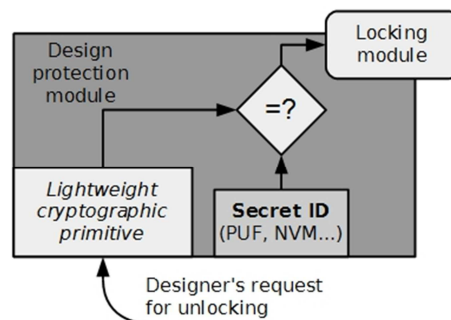 Design
protection
module
Locking
module
=?
Lightweight
cryptographic
primitive
Secret ID
(PUF, NVM...)
Designer's request
for unlocking